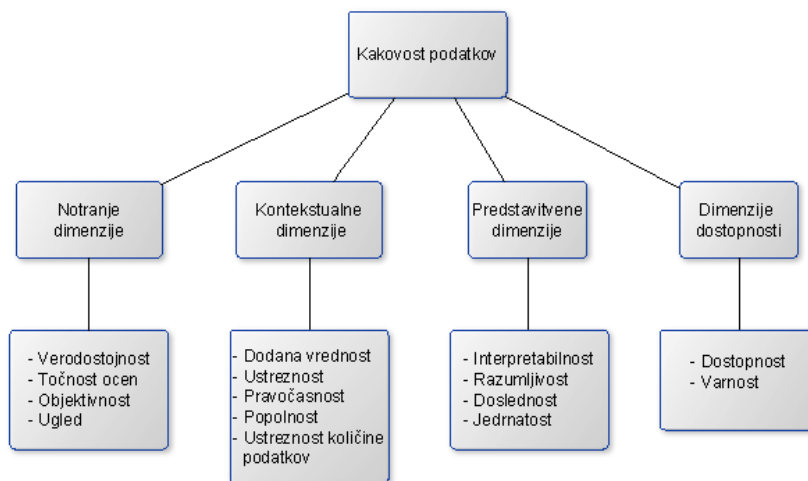 Kakovost podatkov
Notranje
dimenzije
Kontekstualne
dimenzije
Predstavitvene
dimenzije
Dimenzije
dostopnosti
- Verodostojnost
- Točnost ocen
- Objektivnost
- Ugled
- Dodana vrednost
- Ustreznost
- Pravočasnost
- Popolnost
- Ustreznost količine
podatkov
- Interpretabilnost
- Razumljivost
- Doslednost
- Jedrnatost
- Dostopnost
- Varnost